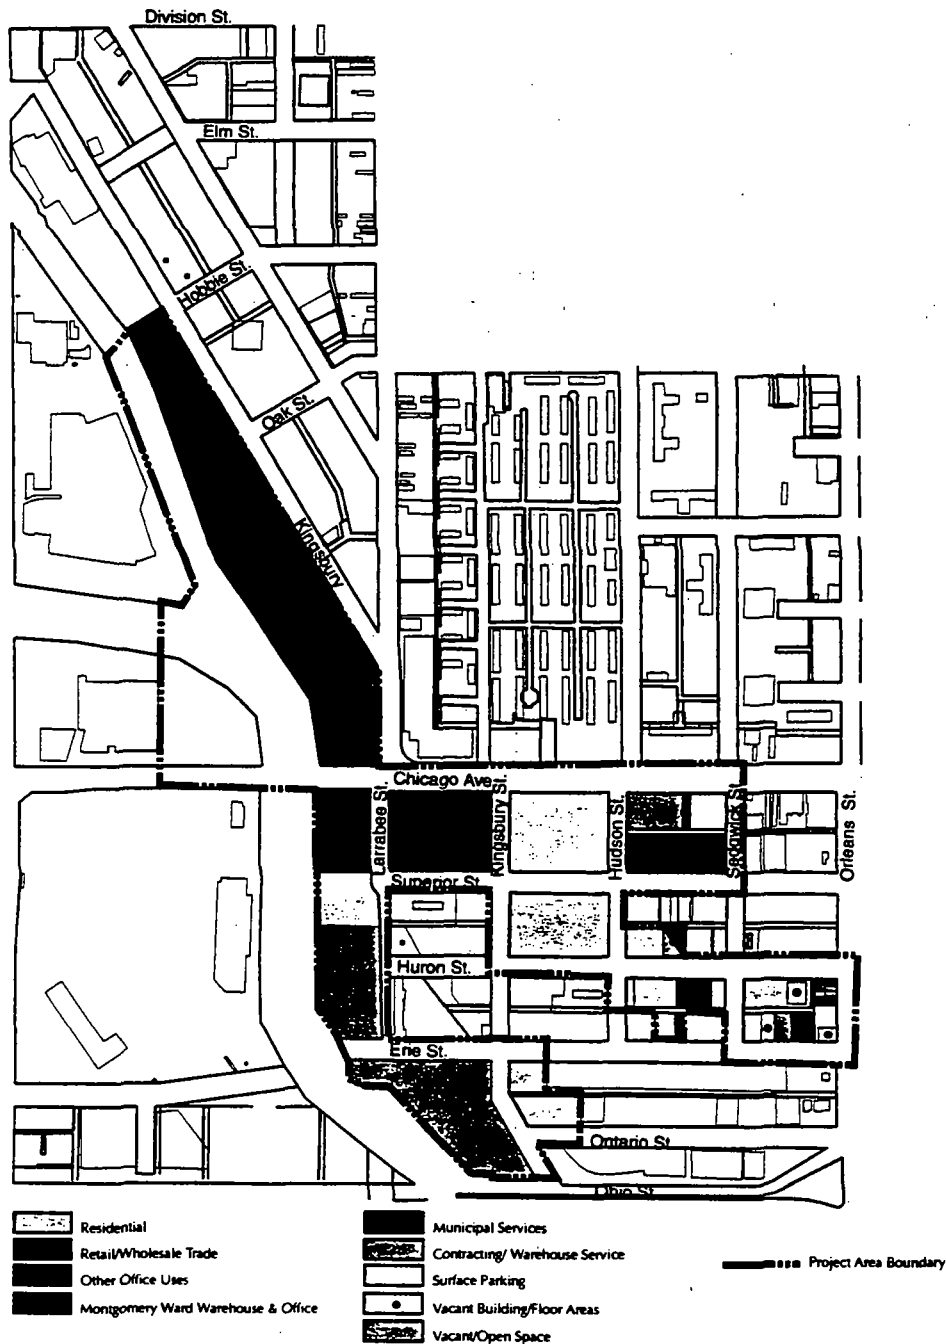 Division St.
Elm St.
Hobbie St.
Oak St.
Kingsbury
Chicago Ave.
Larrabee St.
Kingsbury St.
Hudson St.
Sedgwick St.
Orleans St.
Superior St.
Huron St.
Erie St.
Ontario St.
Ohio St.
Residential
Retail/Wholesale Trade
Other Office Uses
Montgomery Ward Warehouse & Office
Municipal Services
Contracting/ Warehouse Service
Surface Parking
Vacant Building/Floor Areas
Vacant/Open Space
Project Area Boundary